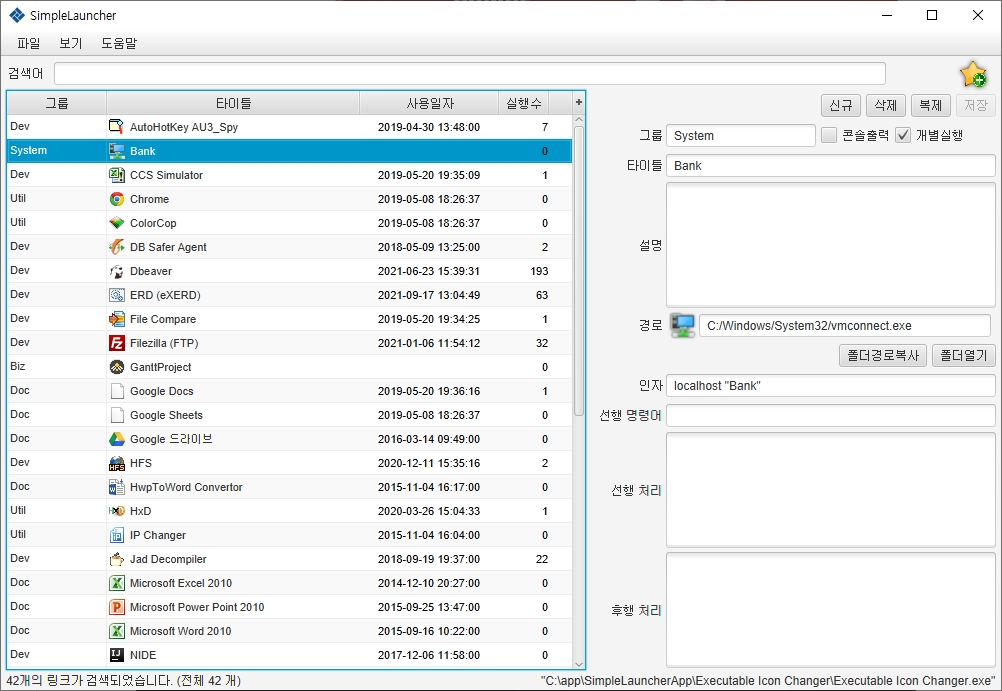 SimpleLauncher
파일 보기 도움말
검색어
그룹 타이들 사용일자 실행수 +
Dev AutoHotKey AU3_Spy 2019-04-30 13:48:00 7
System Bank 0
Dev CCS Simulator 2019-05-20 19:35:09 1
Util Chrome 2019-05-08 18:26:37 0
Util ColorCop 2019-05-08 18:26:37 0
Dev DB Safer Agent 2018-05-09 13:25:00 2
Dev Dbeaver 2021-06-23 15:39:31 193
Dev ERD (eXERD) 2021-09-17 13:04:49 63
Dev File Compare 2019-05-20 19:34:25 1
Dev Filezilla (FTP) 2021-01-06 11:54:12 32
Biz GanttProject 0
Doc Google Docs 2019-05-20 19:36:16 1
Doc Google Sheets 2019-05-08 18:26:37 0
Doc Google 드라이브 2016-03-14 09:49:00 0
Dev HFS 2020-12-11 15:35:16 2
Doc HwpToWord Convertor 2015-11-04 16:17:00 0
Util HxD 2020-03-26 15:04:33 1
Util IP Changer 2015-11-04 16:04:00 0
Dev Jad Decompiler 2018-09-19 19:37:00 22
Doc Microsoft Excel 2010 2014-12-10 20:27:00 0
Doc Microsoft Power Point 2010 2015-09-25 13:47:00 0
Doc Microsoft Word 2010 2015-09-16 10:22:00 0
Dev NIDE 2017-12-06 11:58:00 0
신규 삭제 복제 저장
그룹 System 콘솔출력 개별실행
타이들 Bank
설명
경로 C:/Windows/System32/vmconnect.exe
폴더경로복사 폴더열기
인자 localhost "Bank"
선행 명령어
선행 처리
후행 처리
42개의 링크가 검색되었습니다. (전체 42 개) "C:\app\SimpleLauncherApp\Executable Icon Changer\Executable Icon Changer.exe"